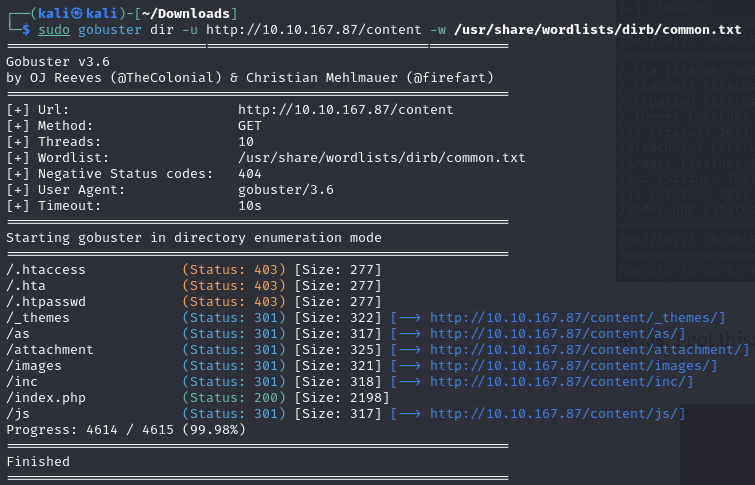 ┌──(kali㉿kali)-[~/Downloads]
└─$ sudo gobuster dir -u http://10.10.167.87/content -w /usr/share/wordlists/dirb/common.txt
===============================================================
Gobuster v3.6
by OJ Reeves (@TheColonial) & Christian Mehlmauer (@firefart)
===============================================================
[+] Url:                     http://10.10.167.87/content
[+] Method:                  GET
[+] Threads:                 10
[+] Wordlist:                /usr/share/wordlists/dirb/common.txt
[+] Negative Status codes:   404
[+] User Agent:              gobuster/3.6
[+] Timeout:                 10s
===============================================================
Starting gobuster in directory enumeration mode
===============================================================
/.htaccess            (Status: 403) [Size: 277]
/.hta                 (Status: 403) [Size: 277]
/.htpasswd            (Status: 403) [Size: 277]
/_themes              (Status: 301) [Size: 322] [--> http://10.10.167.87/content/_themes/]
/as                   (Status: 301) [Size: 317] [--> http://10.10.167.87/content/as/]
/attachment           (Status: 301) [Size: 325] [--> http://10.10.167.87/content/attachment/]
/images               (Status: 301) [Size: 321] [--> http://10.10.167.87/content/images/]
/inc                  (Status: 301) [Size: 318] [--> http://10.10.167.87/content/inc/]
/index.php            (Status: 200) [Size: 2198]
/js                   (Status: 301) [Size: 317] [--> http://10.10.167.87/content/js/]
Progress: 4614 / 4615 (99.98%)
===============================================================
Finished
===============================================================